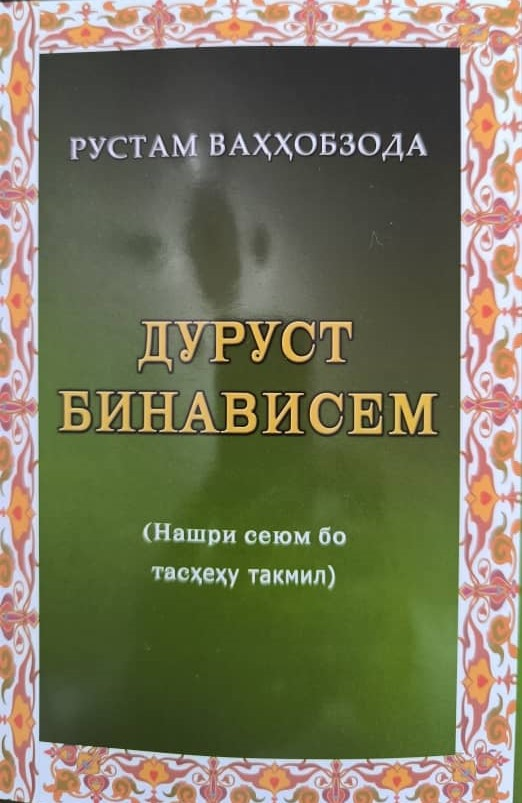 РУСТАМ ВАҲҲОБЗОДА
ДУРУСТ
БИНАВИСЕМ
(Нашри сеюм бо
тасҳеҳу такмил)